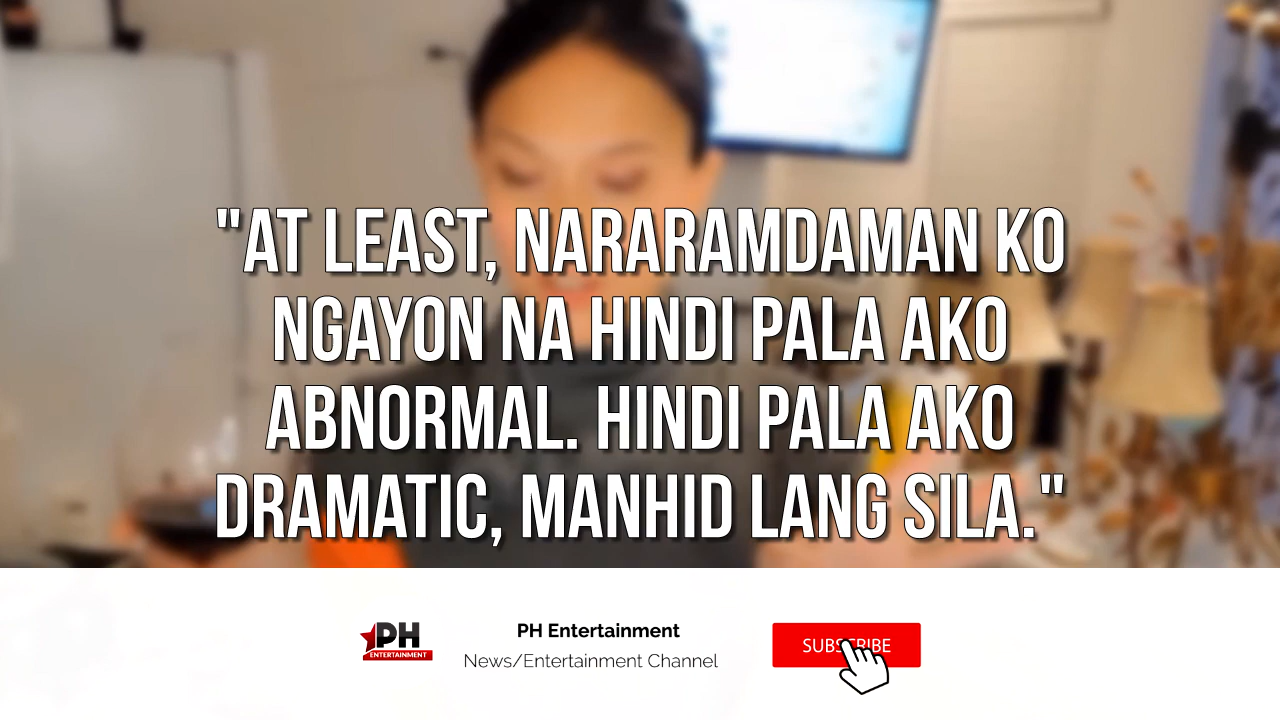 "AT LEAST, NARARAMDAMAN KO
NGAYON NA HINDI PALA AKO
ABNORMAL. HINDI PALA AKO
DRAMATIC, MANHID LANG SILA."
PH
ENTERTAINMENT
PH Entertainment
News/Entertainment Channel
SUBSCRIBE